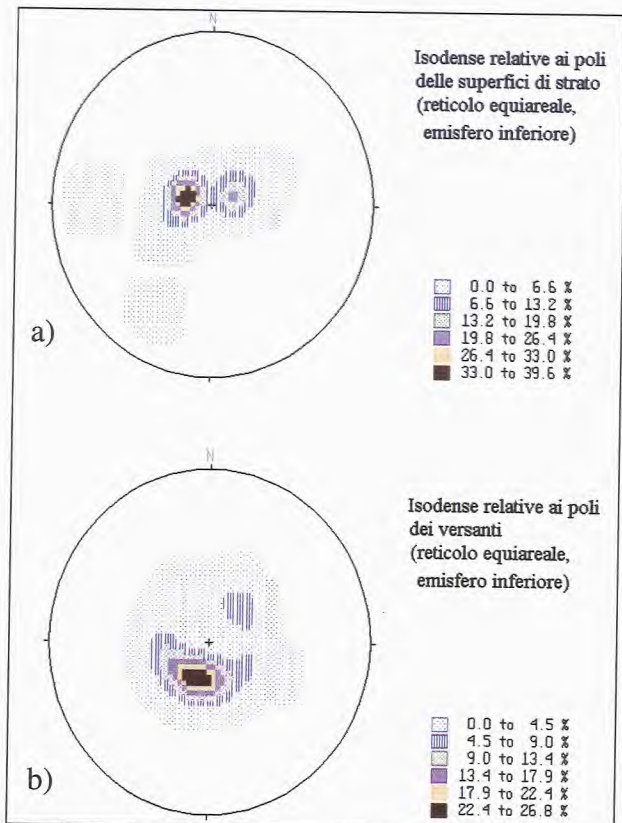 N
Isodense relative ai poli
delle superfici di strato
(reticolo equiareale,
emisfero inferiore)
0.0 to 6.6 %
6.6 to 13.2 %
13.2 to 19.8 %
19.8 to 26.4 %
26.4 to 33.0 %
33.0 to 39.6 %
a)
N
Isodense relative ai poli
dei versanti
(reticolo equiareale,
emisfero inferiore)
0.0 to 4.5 %
4.5 to 9.0 %
9.0 to 13.4 %
13.4 to 17.9 %
17.9 to 22.4 %
22.4 to 26.8 %
b)